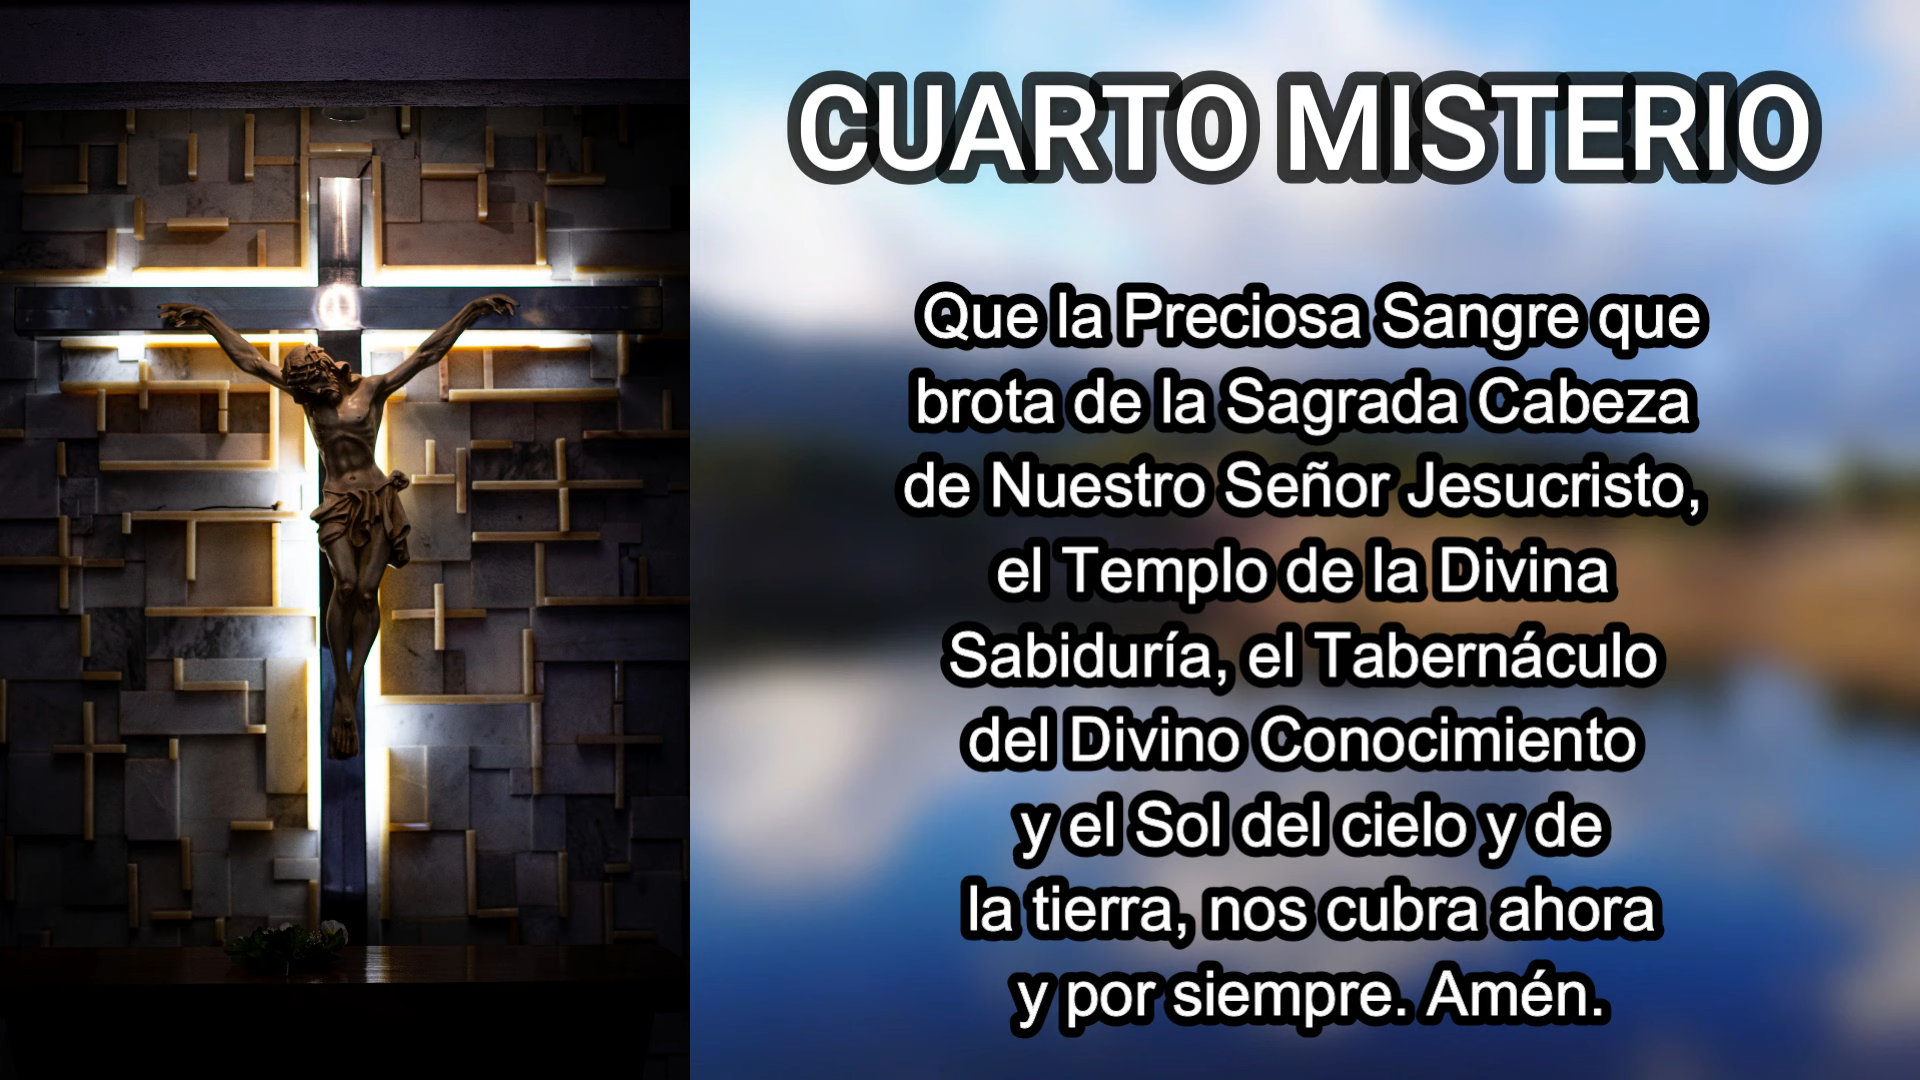 CUARTO MISTERIO
Que la Preciosa Sangre que
brota de la Sagrada Cabeza
de Nuestro Señor Jesucristo,
el Templo de la Divina
Sabiduría, el Tabernáculo
del Divino Conocimiento
y el Sol del cielo y de
la tierra, nos cubra ahora
y por siempre. Amén.